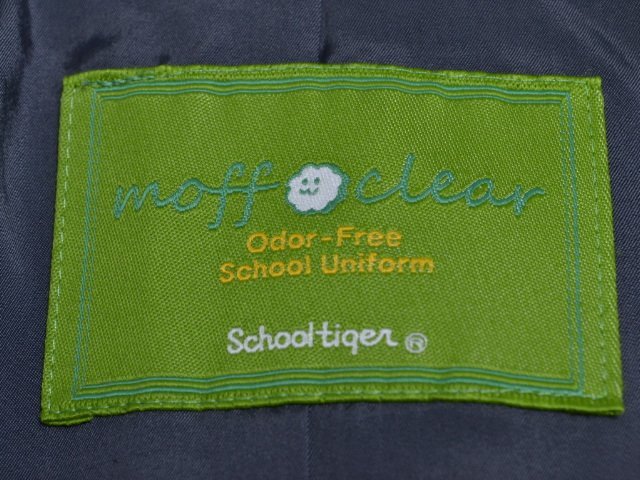 moff clear
Odor-Free
School Uniform
Schooltiger ®